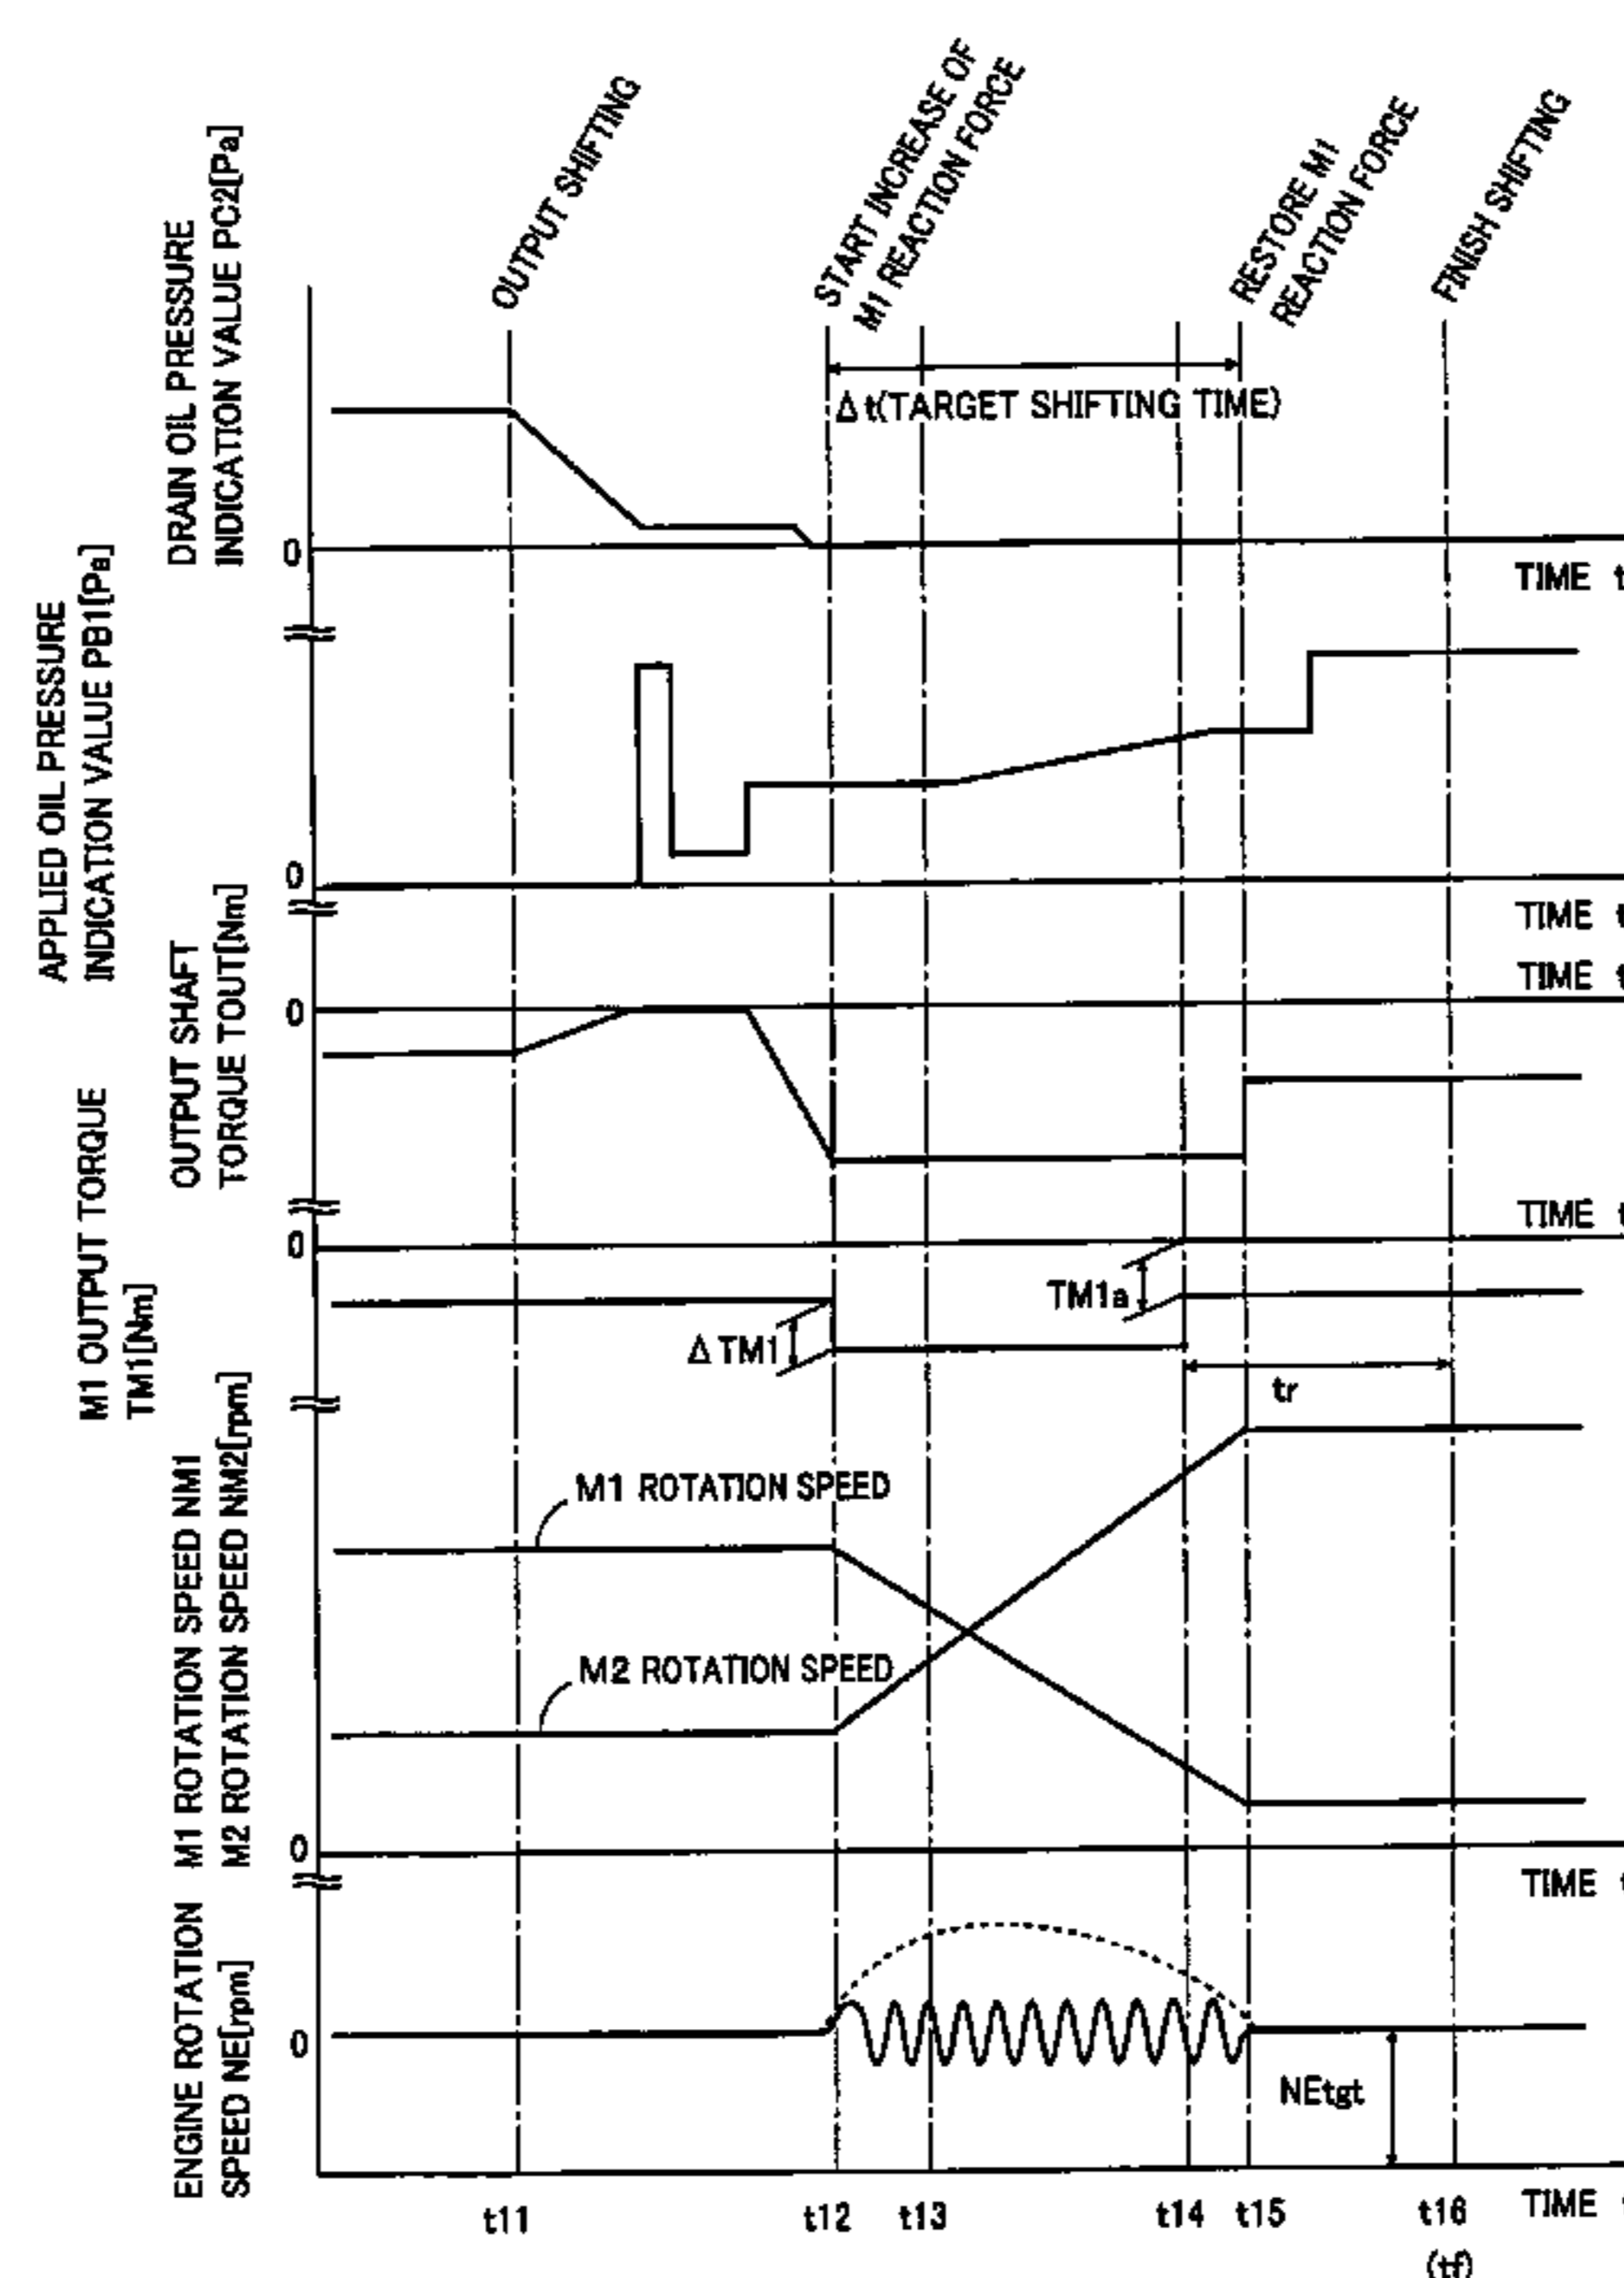 OUTPUT SHIFTING
START INCREASE OF
M1 REACTION FORCE
RESTORE M1
REACTION FORCE
FINISH SHIFTING
DRAIN OIL PRESSURE
INDICATION VALUE PC2[Pa]
Δt(TARGET SHIFTING TIME)
0
TIME t
APPLIED OIL PRESSURE
INDICATION VALUE PB1[Pa]
0
TIME t
OUTPUT SHAFT
TORQUE TOUT[Nm]
TIME t
0
M1 OUTPUT TORQUE
TM1[Nm]
TIME t
0
TM1a
ΔTM1
tr
M1 ROTATION SPEED NM1
M2 ROTATION SPEED NM2[rpm]
M1 ROTATION SPEED
M2 ROTATION SPEED
0
TIME t
ENGINE ROTATION
SPEED NE[rpm]
0
NEtgt
TIME
t11 t12 t13 t14 t15 t16
(tf)